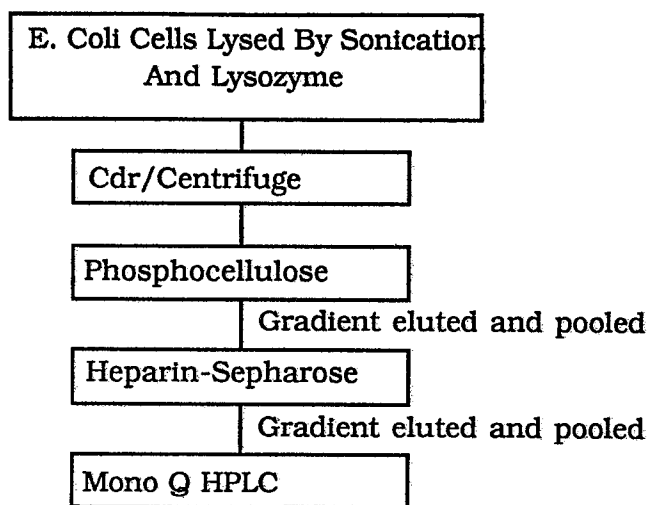 E. Coli Cells Lysed By Sonication
And Lysozyme
Cdr/Centrifuge
Phosphocellulose
Gradient eluted and pooled
Heparin-Sepharose
Gradient eluted and pooled
Mono Q HPLC